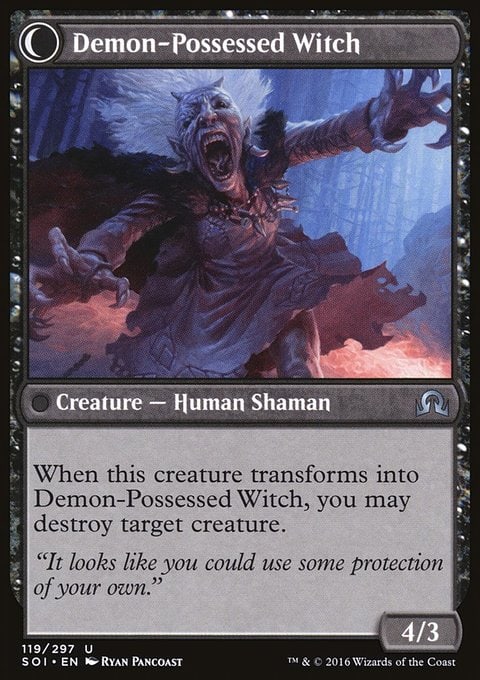 Demon-Possessed Witch
Creature — Human Shaman
When this creature transforms into
Demon-Possessed Witch, you may
destroy target creature.
“It looks like you could use some protection
of your own.”
4/3
119/297 U
SOI • EN Ryan Pancoast
™ & © 2016 Wizards of the Coast